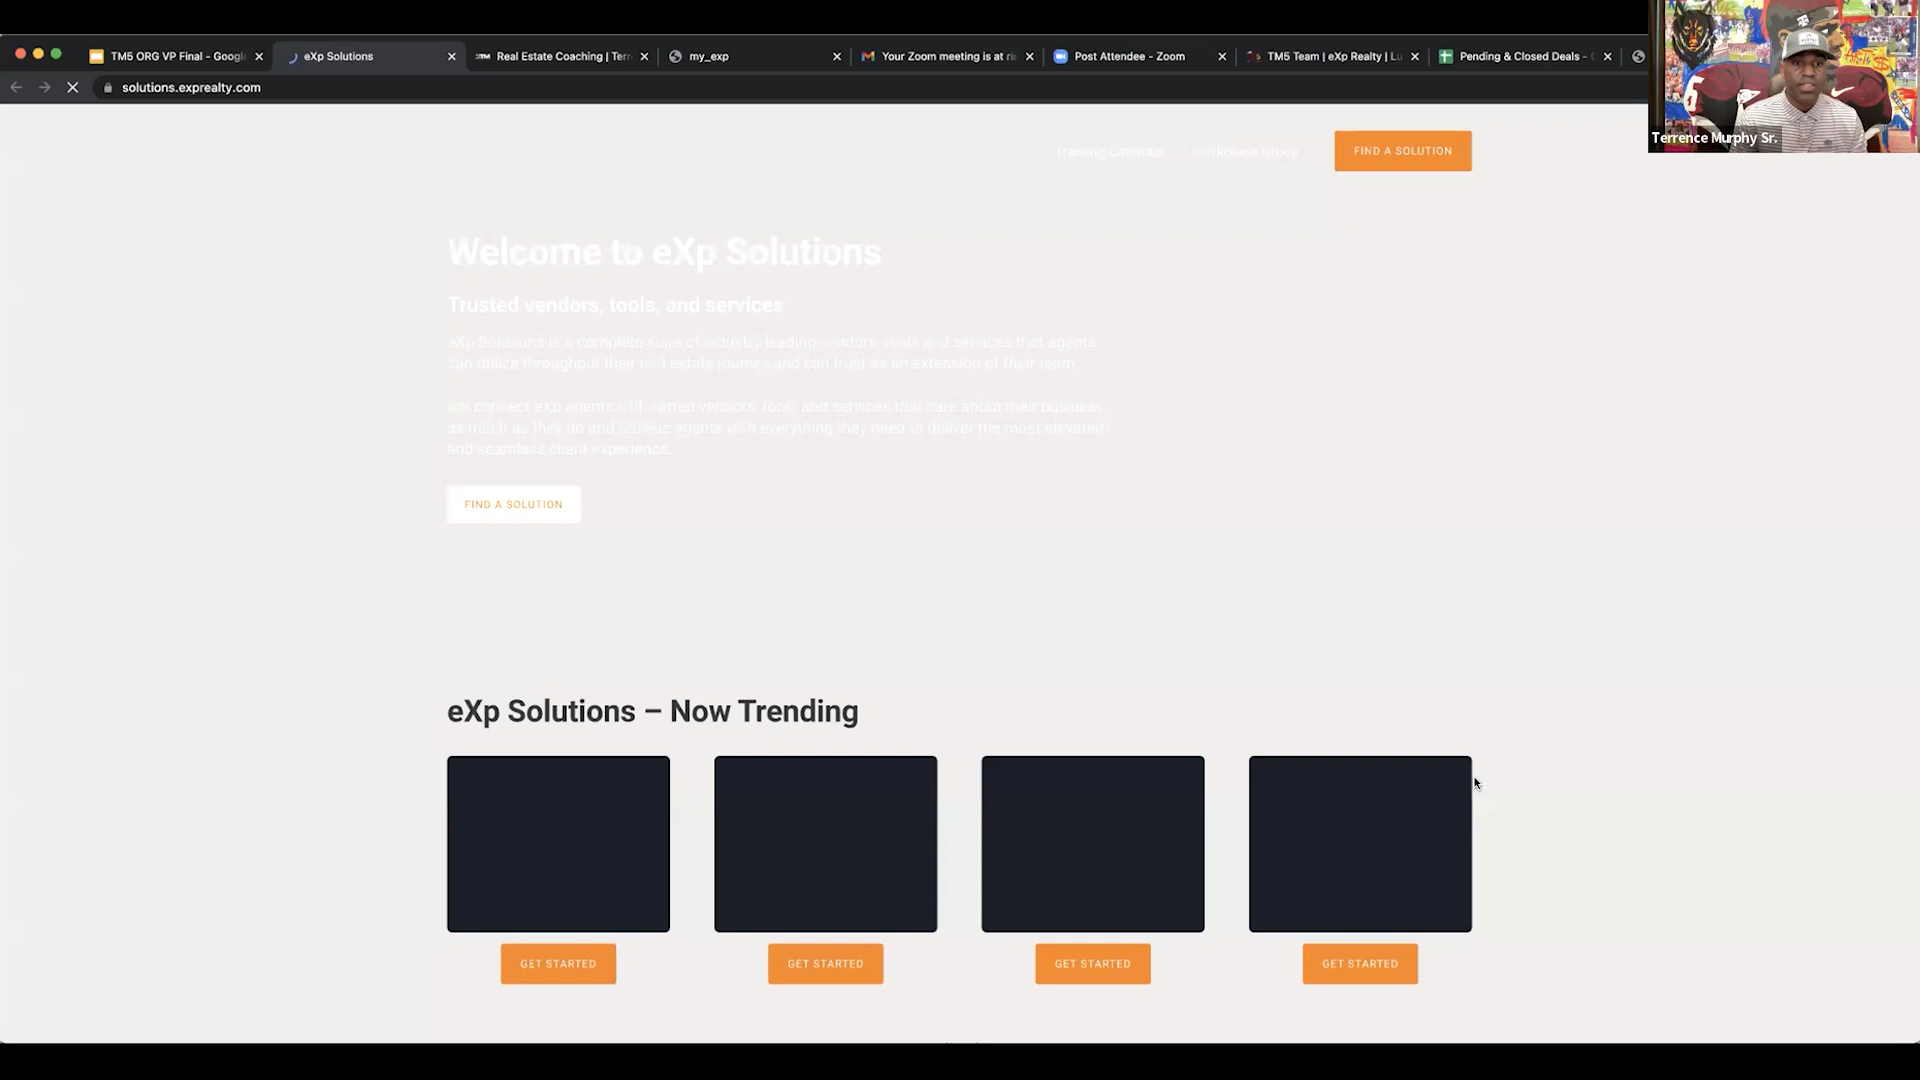 TM5 ORG VP Final - Google
eXp Solutions
Real Estate Coaching | Terr
my_exp
Your Zoom meeting is at ri
Post Attendee - Zoom
TM5 Team | eXp Realty | Lu
Pending & Closed Deals -
solutions.exprealty.com
Terrence Murphy Sr.
Training Calendar
Workplace Group
FIND A SOLUTION
Welcome to eXp Solutions
Trusted vendors, tools, and services
eXp Solutions is a complete suite of industry leading vendors, tools and services that agents
can utilize throughout their real estate journey and can trust as an extension of their team.
We connect eXp agents with vetted vendors, tools and services that care about their business
as much as they do and provide agents with everything they need to deliver the most elevated
and seamless client experience.
FIND A SOLUTION
eXp Solutions – Now Trending
GET STARTED
GET STARTED
GET STARTED
GET STARTED